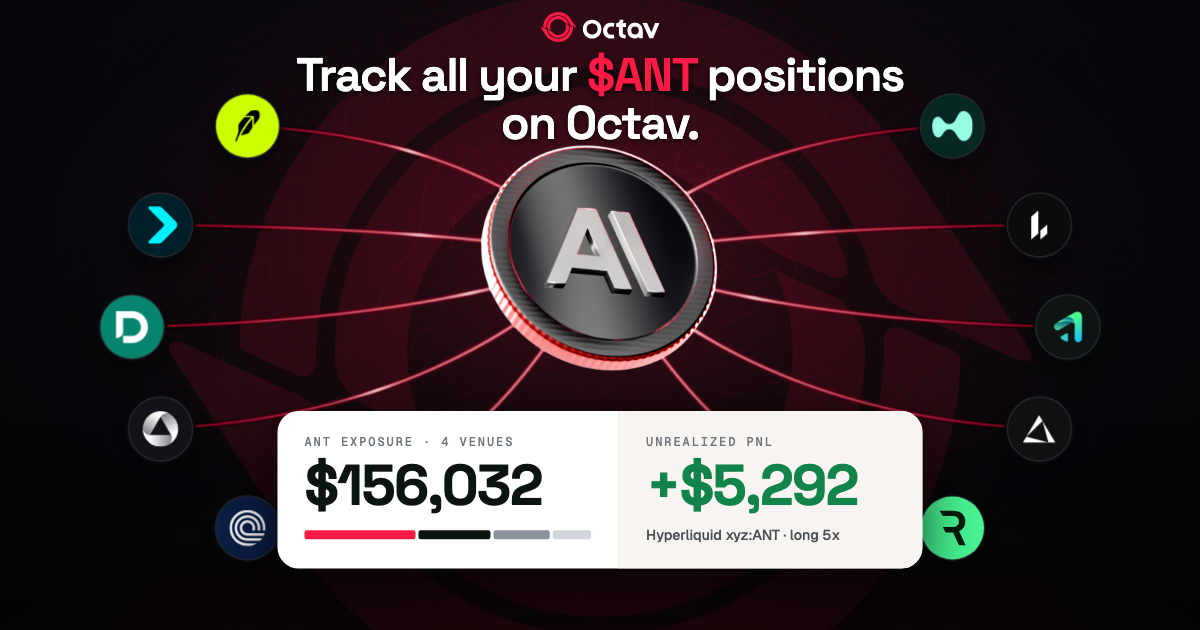 Octav
Track all your $ANT positions
on Octav.
AI
ANT EXPOSURE · 4 VENUES
$156,032
UNREALIZED PNL
+$5,292
Hyperliquid xyz:ANT · long 5x